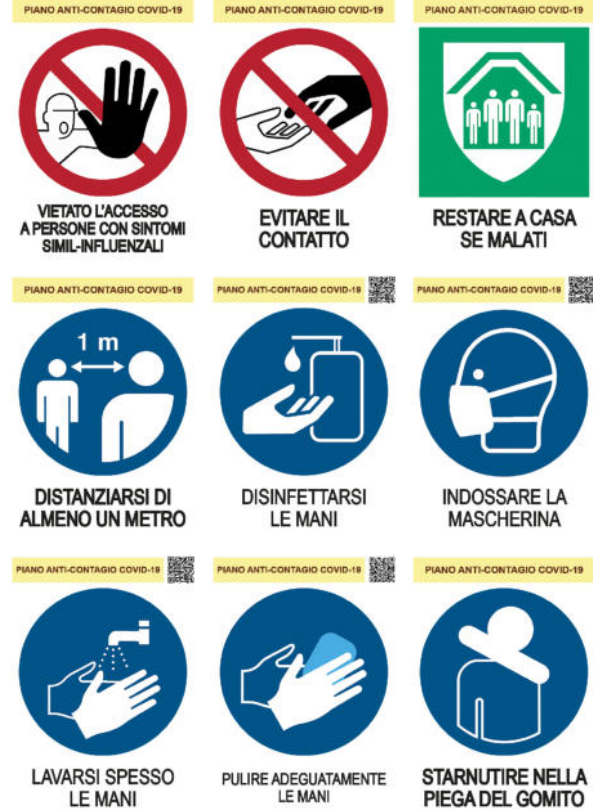 PIANO ANTI-CONTAGIO COVID-19
VIETATO L'ACCESSO
A PERSONE CON SINTOMI
SIMIL-INFLUENZALI
PIANO ANTI-CONTAGIO COVID-19
EVITARE IL
CONTATTO
PIANO ANTI-CONTAGIO COVID-19
RESTARE A CASA
SE MALATI
PIANO ANTI-CONTAGIO COVID-19
1 m
DISTANZIARSI DI
ALMENO UN METRO
PIANO ANTI-CONTAGIO COVID-19
DISINFETTARSI
LE MANI
PIANO ANTI-CONTAGIO COVID-19
INDOSSARE LA
MASCHERINA
PIANO ANTI-CONTAGIO COVID-19
LAVARSI SPESSO
LE MANI
PIANO ANTI-CONTAGIO COVID-19
PULIRE ADEGUATAMENTE
LE MANI
PIANO ANTI-CONTAGIO COVID-19
STARNUTIRE NELLA
PIEGA DEL GOMITO